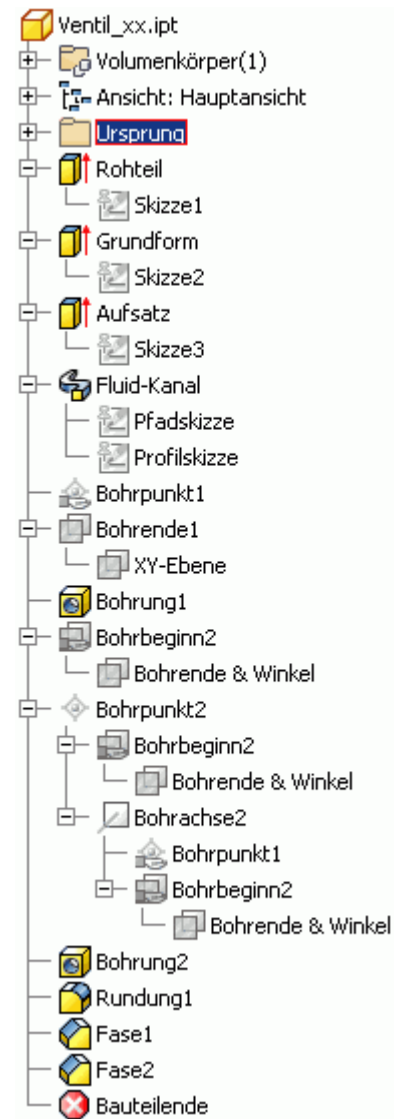 Ventil_xx.ipt
Volumenkörper(1)
Ansicht: Hauptansicht
Ursprung
Rohteil
Skizze1
Grundform
Skizze2
Aufsatz
Skizze3
Fluid-Kanal
Pfadskizze
Profilskizze
Bohrpunkt1
Bohrende1
XY-Ebene
Bohrung1
Bohrbeginn2
Bohrende & Winkel
Bohrpunkt2
Bohrbeginn2
Bohrende & Winkel
Bohrachse2
Bohrpunkt1
Bohrbeginn2
Bohrende & Winkel
Bohrung2
Rundung1
Fase1
Fase2
Bauteilende